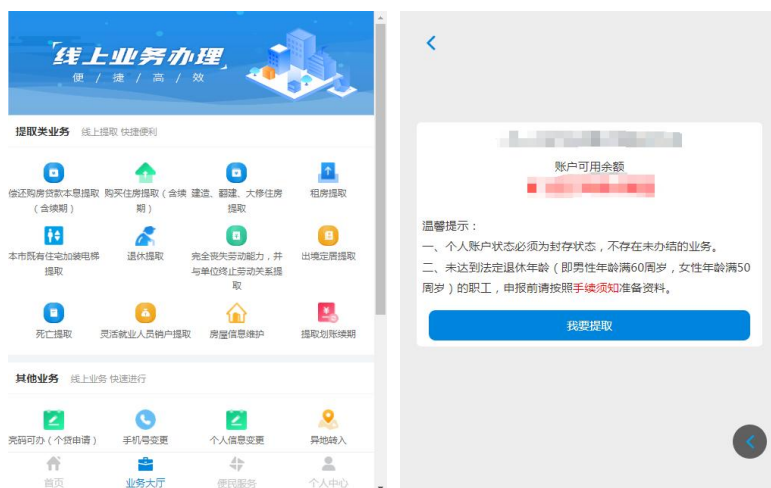 线上业务办理
便 / 捷 / 高 / 效
提取类业务 线上提取 快捷便利
偿还购房贷款本息提取（含续期）
购买住房提取（含续期）
建造、翻建、大修住房提取
租房提取
本市既有住宅加装电梯提取
退休提取
完全丧失劳动能力，并与单位终止劳动关系提取
出境定居提取
死亡提取
灵活就业人员销户提取
房屋信息维护
提取划账续期
其他业务 线上业务 快速进行
亮码可办（个贷申请）
手机号变更
个人信息变更
异地转入
首页
业务大厅
便民服务
个人中心
账户可用余额
温馨提示：
一、个人账户状态必须为封存状态，不存在未办结的业务。
二、未达到法定退休年龄（即男性年龄满60周岁，女性年龄满50
周岁）的职工，申报前请按照手续须知准备资料。
我要提取